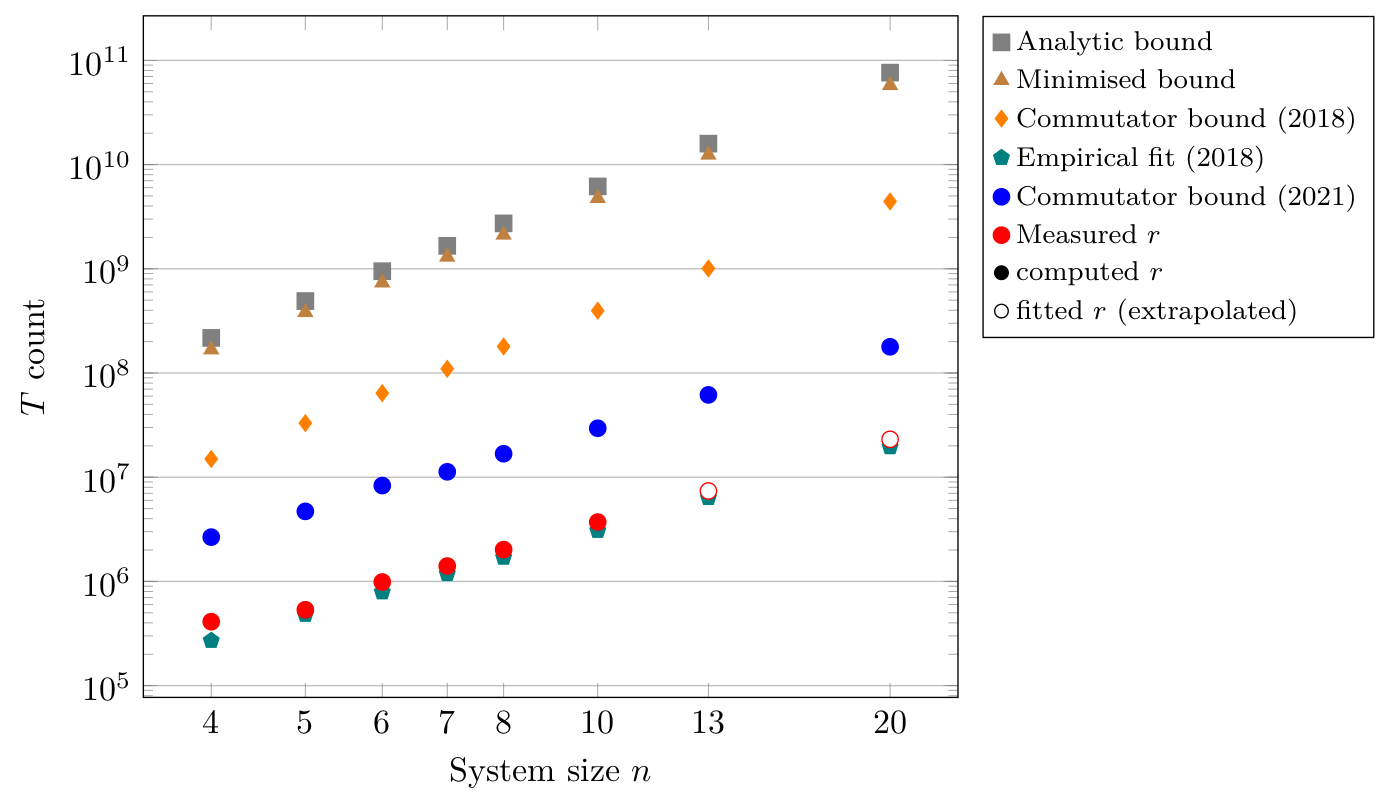 10^11
10^10
10^9
10^8
10^7
10^6
10^5
T count
4 5 6 7 8 10 13 20
System size n
Analytic bound
Minimised bound
Commutator bound (2018)
Empirical fit (2018)
Commutator bound (2021)
Measured r
computed r
fitted r (extrapolated)